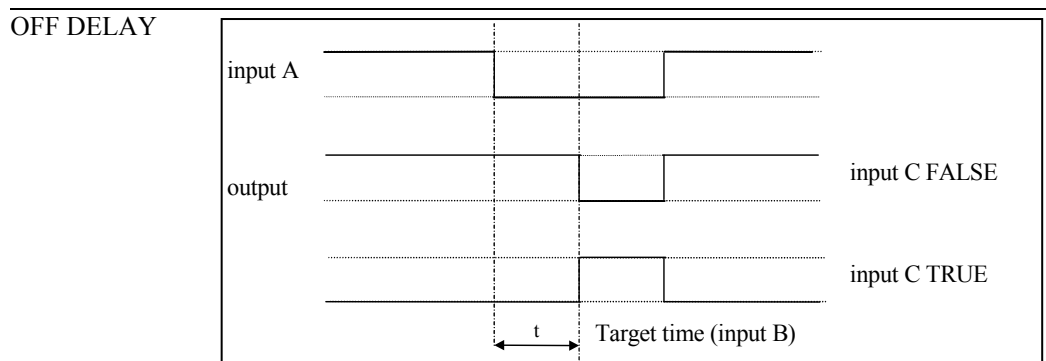 OFF DELAY
input A
output
input C FALSE
input C TRUE
t
Target time (input B)